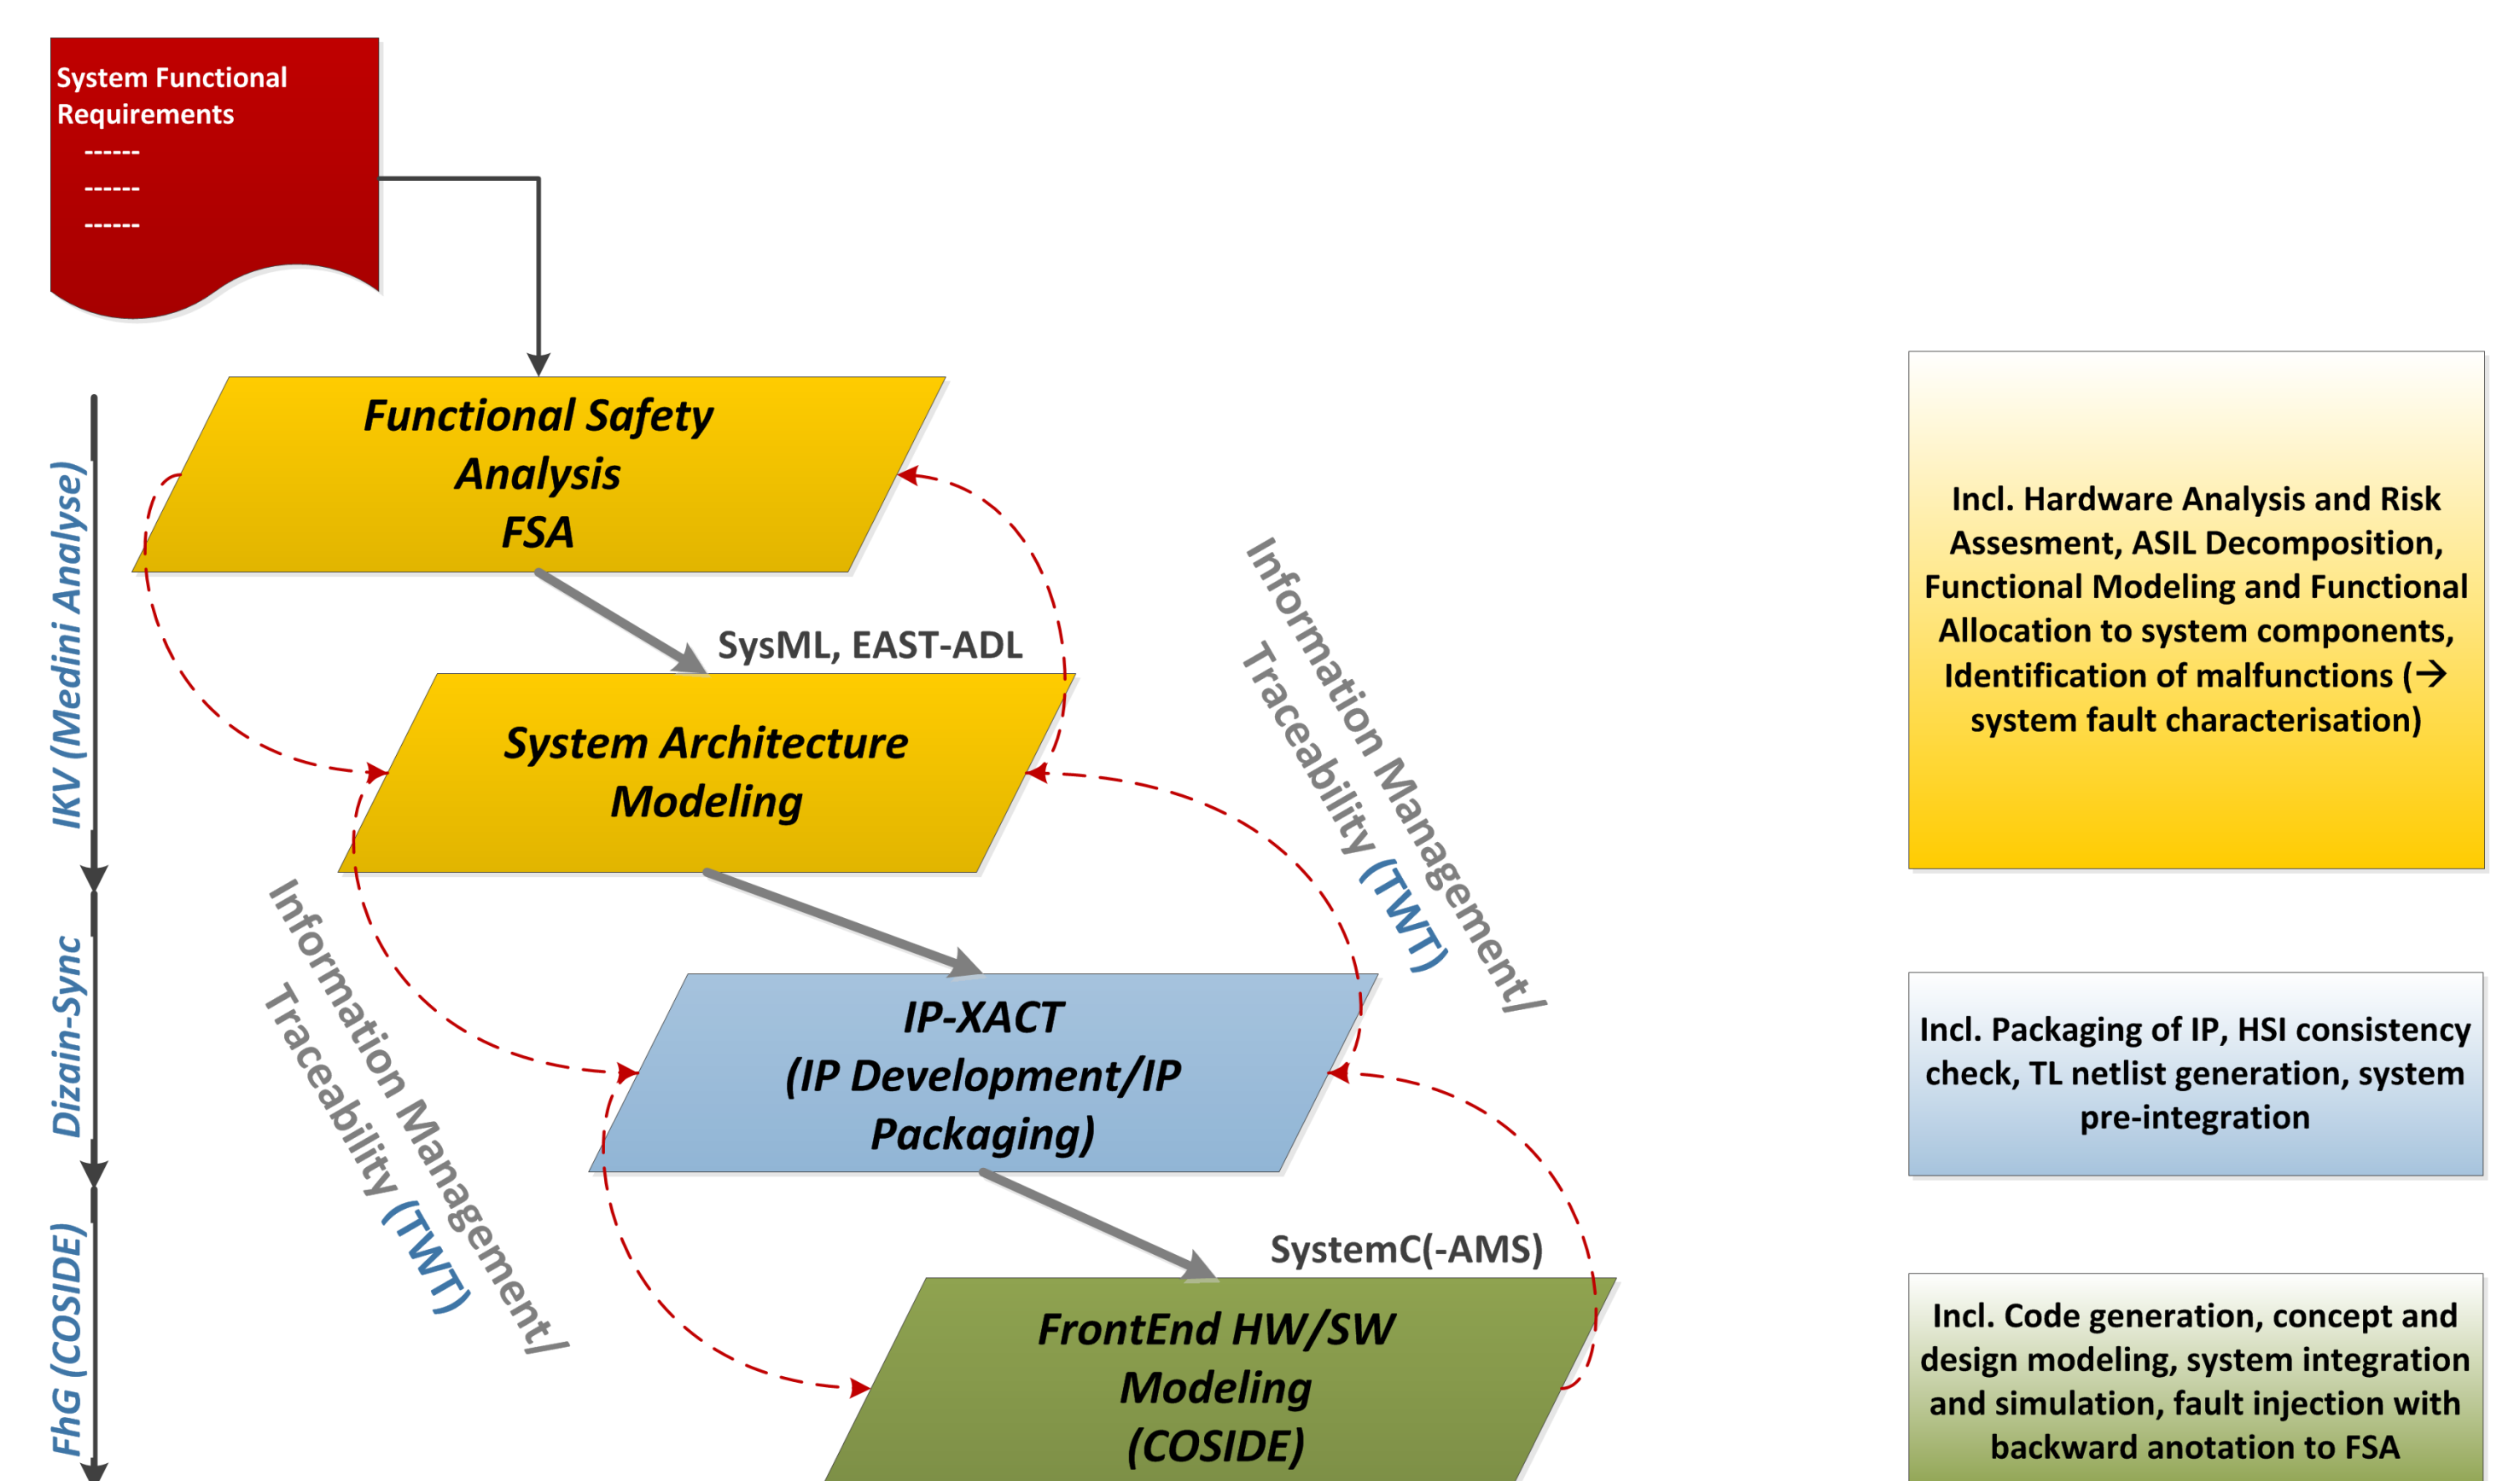 System Functional
Requirements
------
------
------
Functional Safety
Analysis
FSA
IKV (Medini Analyse)
SysML, EAST-ADL
System Architecture
Modeling
Information Management/
Traceability (TWT)
Incl. Hardware Analysis and Risk
Assesment, ASIL Decomposition,
Functional Modeling and Functional
Allocation to system components,
Identification of malfunctions (→
system fault characterisation)
Dizain-Sync
Information Management/
Traceability (TWT)
IP-XACT
(IP Development/IP
Packaging)
Incl. Packaging of IP, HSI consistency
check, TL netlist generation, system
pre-integration
FhG (COSIDE)
SystemC(-AMS)
FrontEnd HW/SW
Modeling
(COSIDE)
Incl. Code generation, concept and
design modeling, system integration
and simulation, fault injection with
backward anotation to FSA